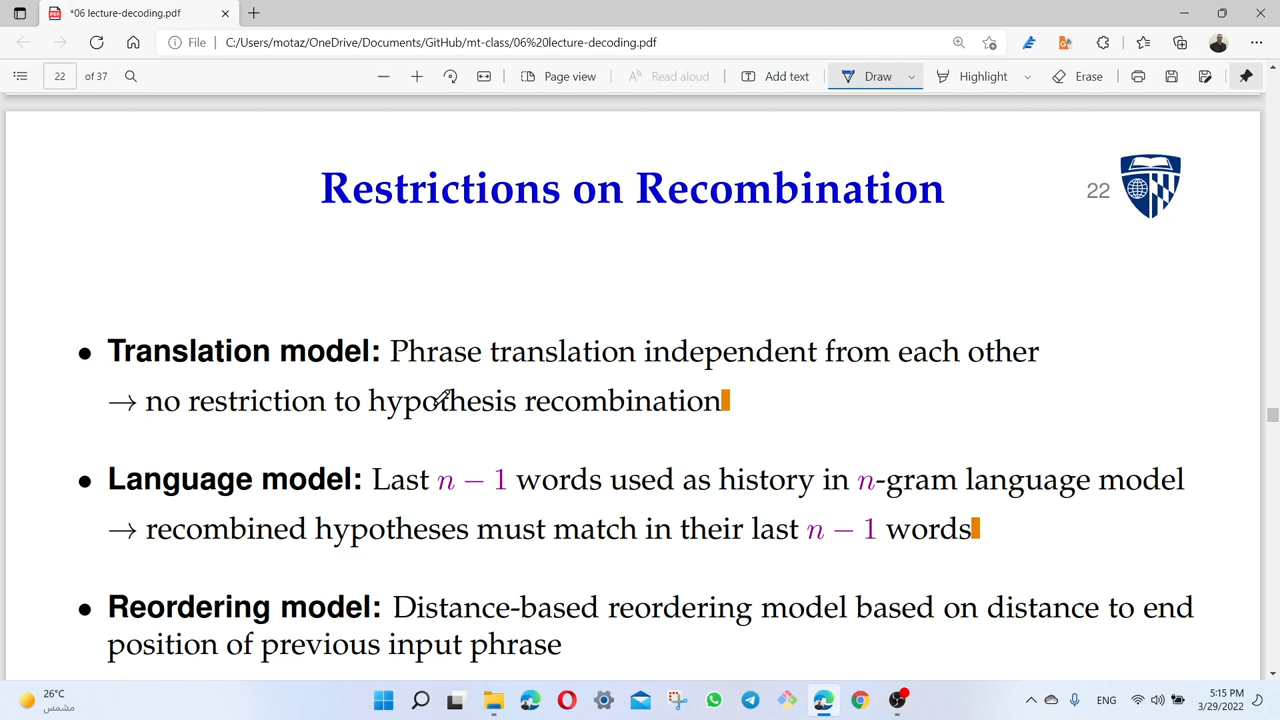 *06 lecture-decoding.pdf
File C:/Users/motaz/OneDrive/Documents/GitHub/mt-class/06%20lecture-decoding.pdf
22 of 37 Page view Read aloud Add text Draw Highlight Erase
Restrictions on Recombination 22
• Translation model: Phrase translation independent from each other
→ no restriction to hypothesis recombination
• Language model: Last n − 1 words used as history in n-gram language model
→ recombined hypotheses must match in their last n − 1 words
• Reordering model: Distance-based reordering model based on distance to end
position of previous input phrase
26°C
مشمس
ENG
5:15 PM
3/29/2022